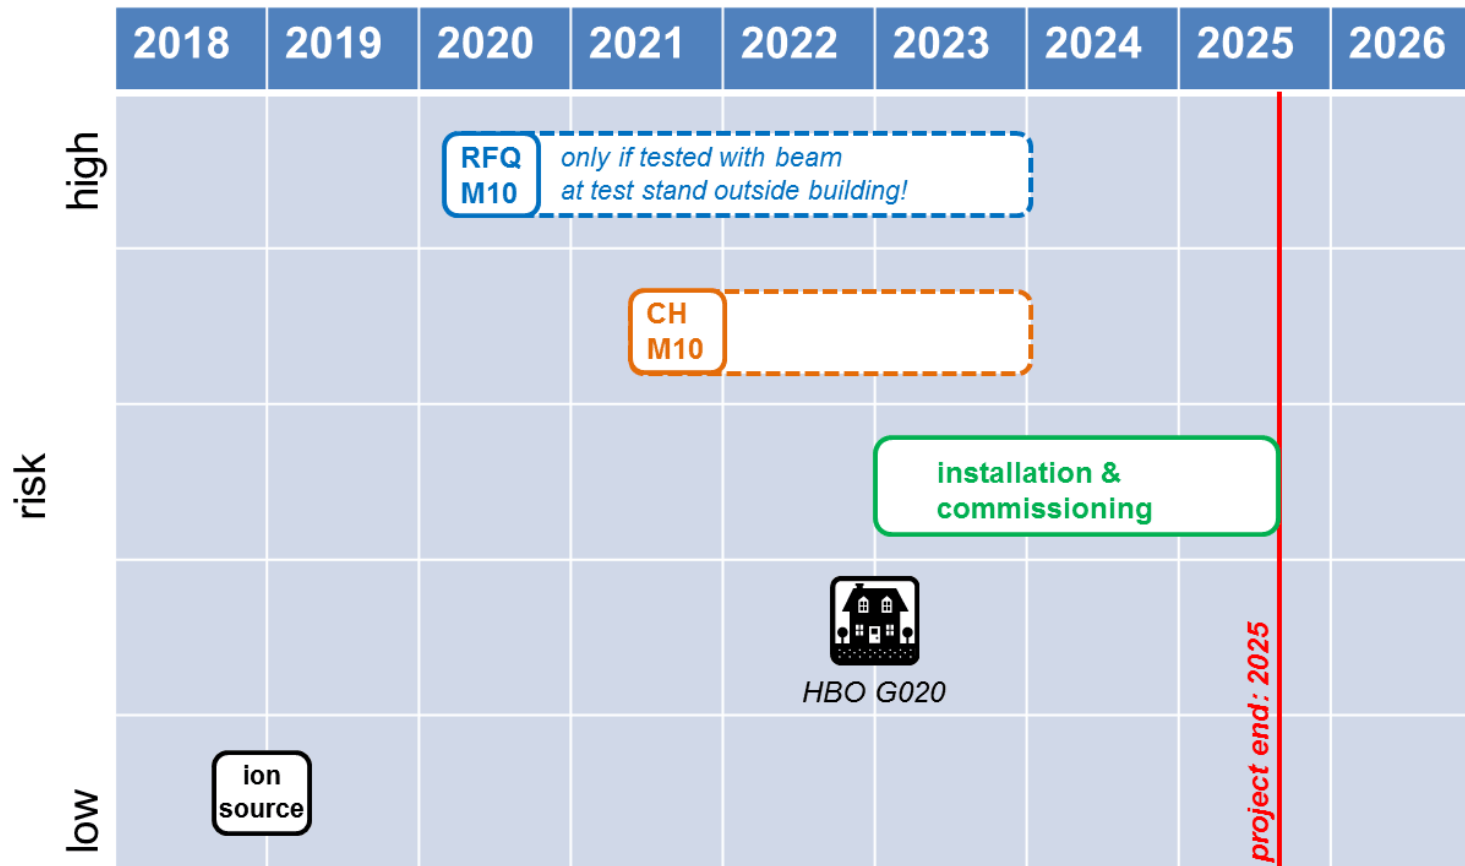 2018 2019 2020 2021 2022 2023 2024 2025 2026
high
RFQ
M10
only if tested with beam
at test stand outside building!
CH
M10
risk
installation &
commissioning
HBO G020
project end: 2025
low
ion
source